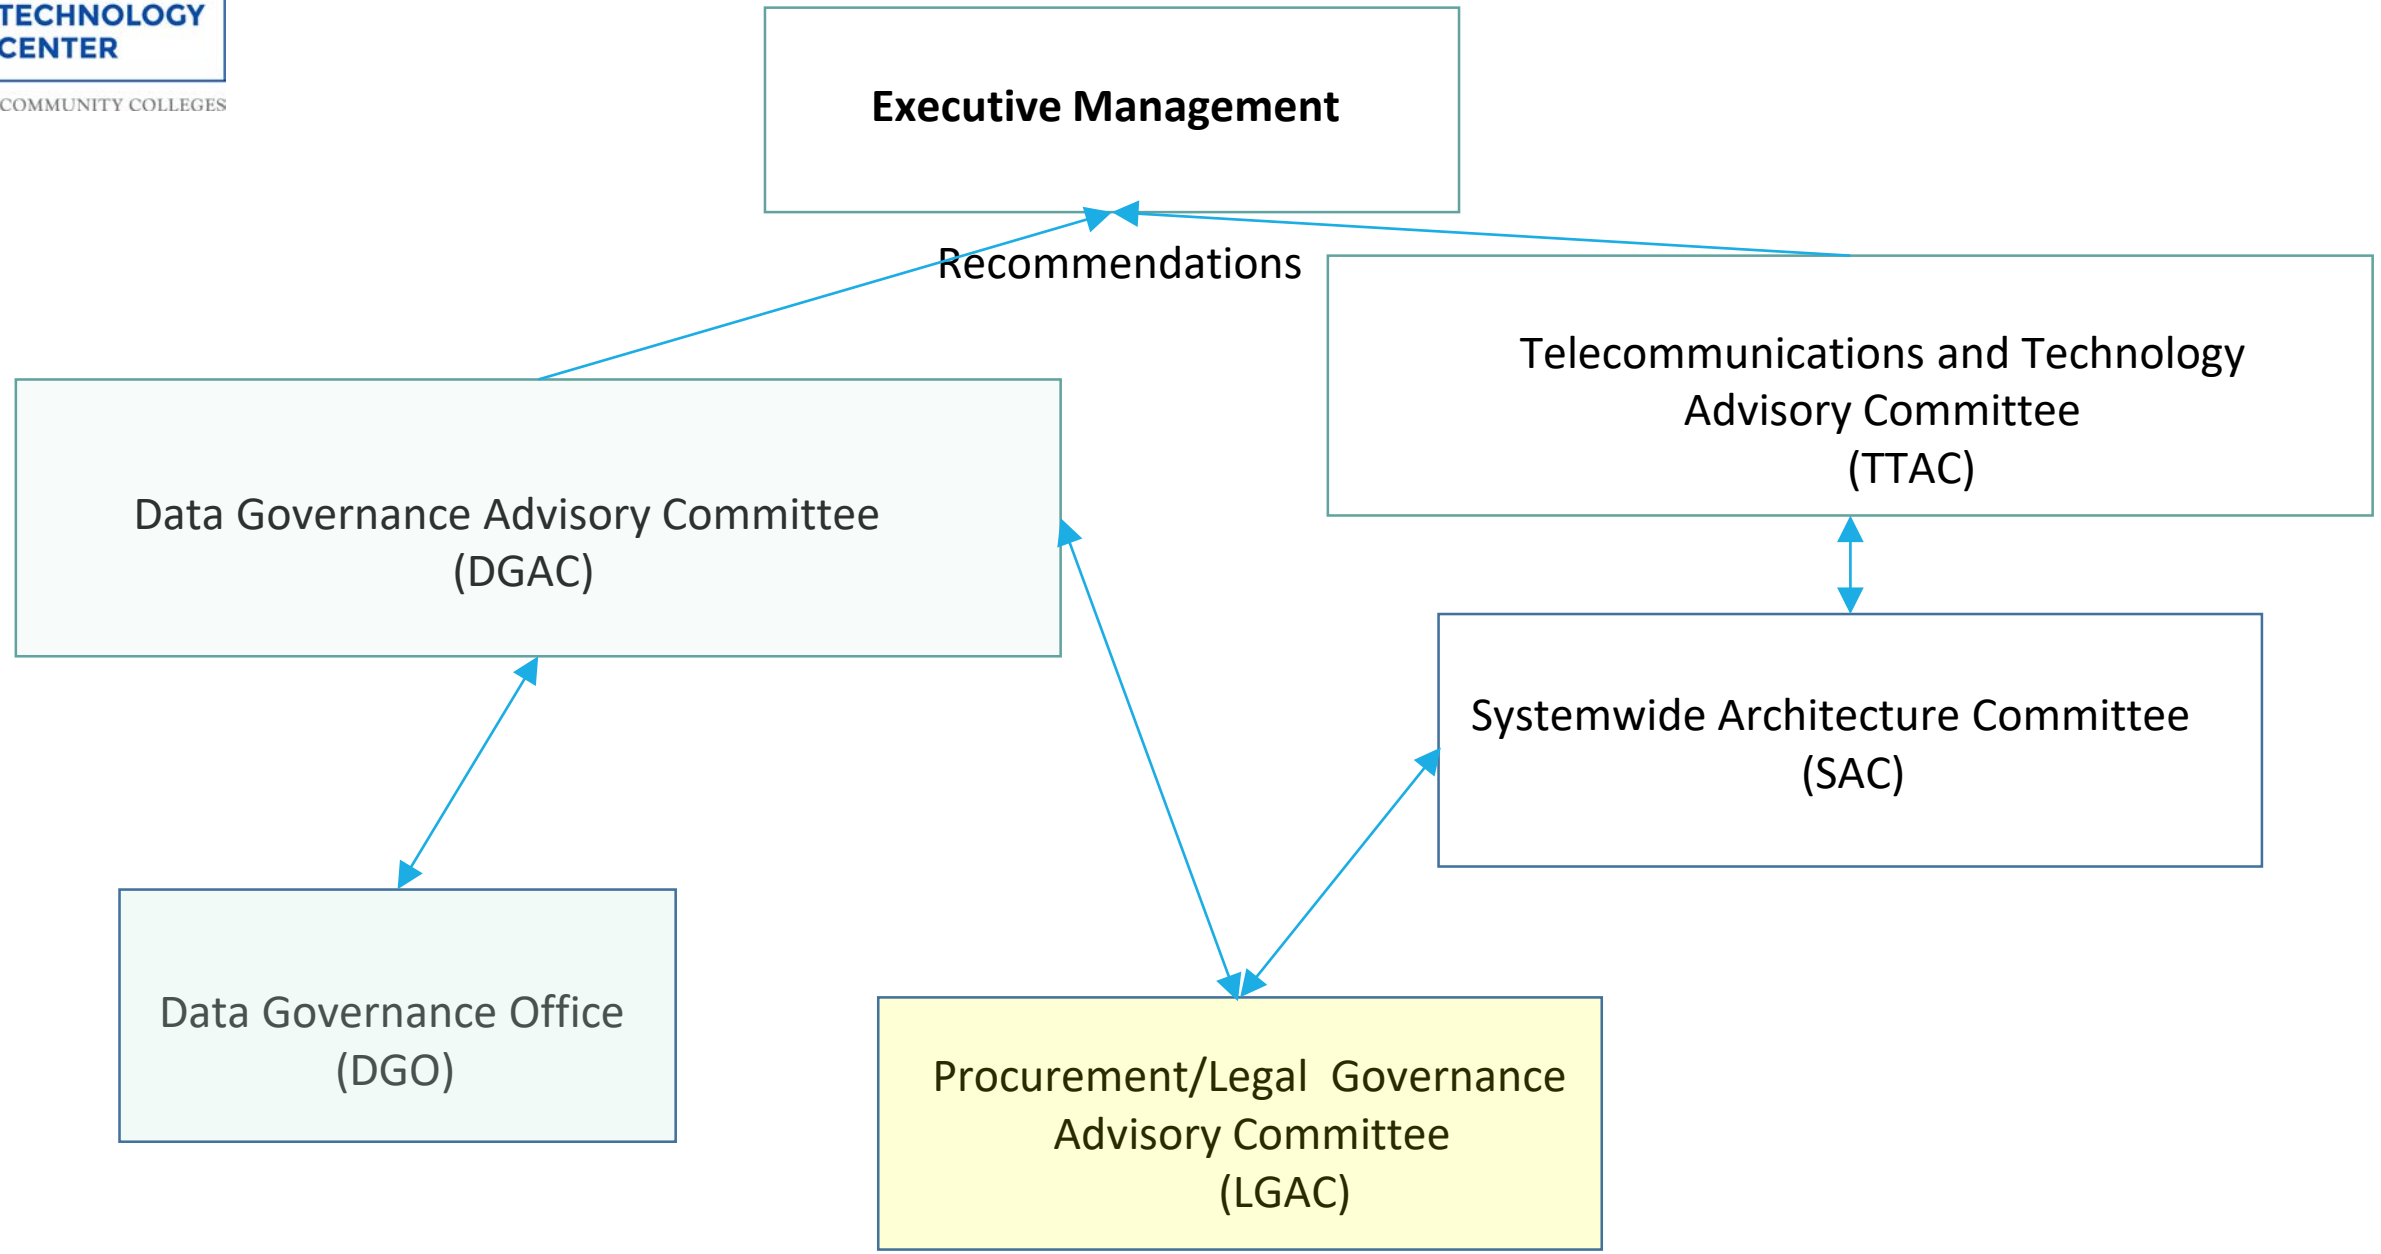 TECHNOLOGY
CENTER
COMMUNITY COLLEGES
Executive Management
Recommendations
Telecommunications and Technology
Advisory Committee
(TTAC)
Data Governance Advisory Committee
(DGAC)
Systemwide Architecture Committee
(SAC)
Data Governance Office
(DGO)
Procurement/Legal  Governance
Advisory Committee
(LGAC)